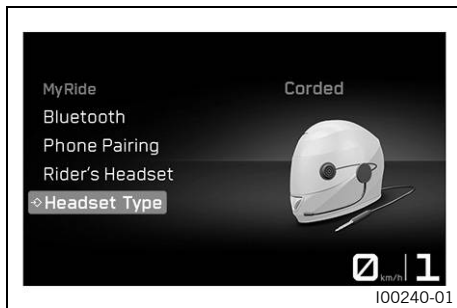 MyRide
Corded
Bluetooth
Phone Pairing
Rider's Headset
Headset Type
0 km/h 1
I00240-01